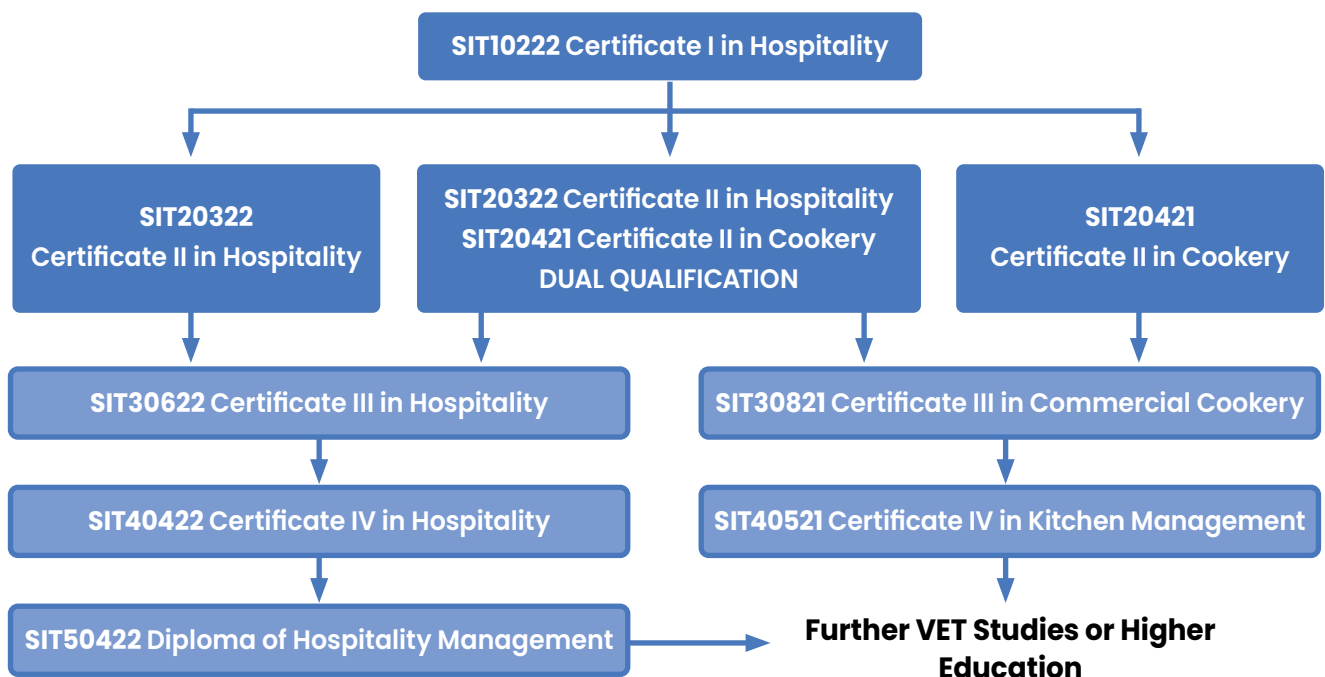 SIT10222 Certificate I in Hospitality
SIT20322
Certificate II in Hospitality
SIT20322 Certificate II in Hospitality
SIT20421 Certificate II in Cookery
DUAL QUALIFICATION
SIT20421
Certificate II in Cookery
SIT30622 Certificate III in Hospitality
SIT30821 Certificate III in Commercial Cookery
SIT40422 Certificate IV in Hospitality
SIT40521 Certificate IV in Kitchen Management
SIT50422 Diploma of Hospitality Management
Further VET Studies or Higher
Education